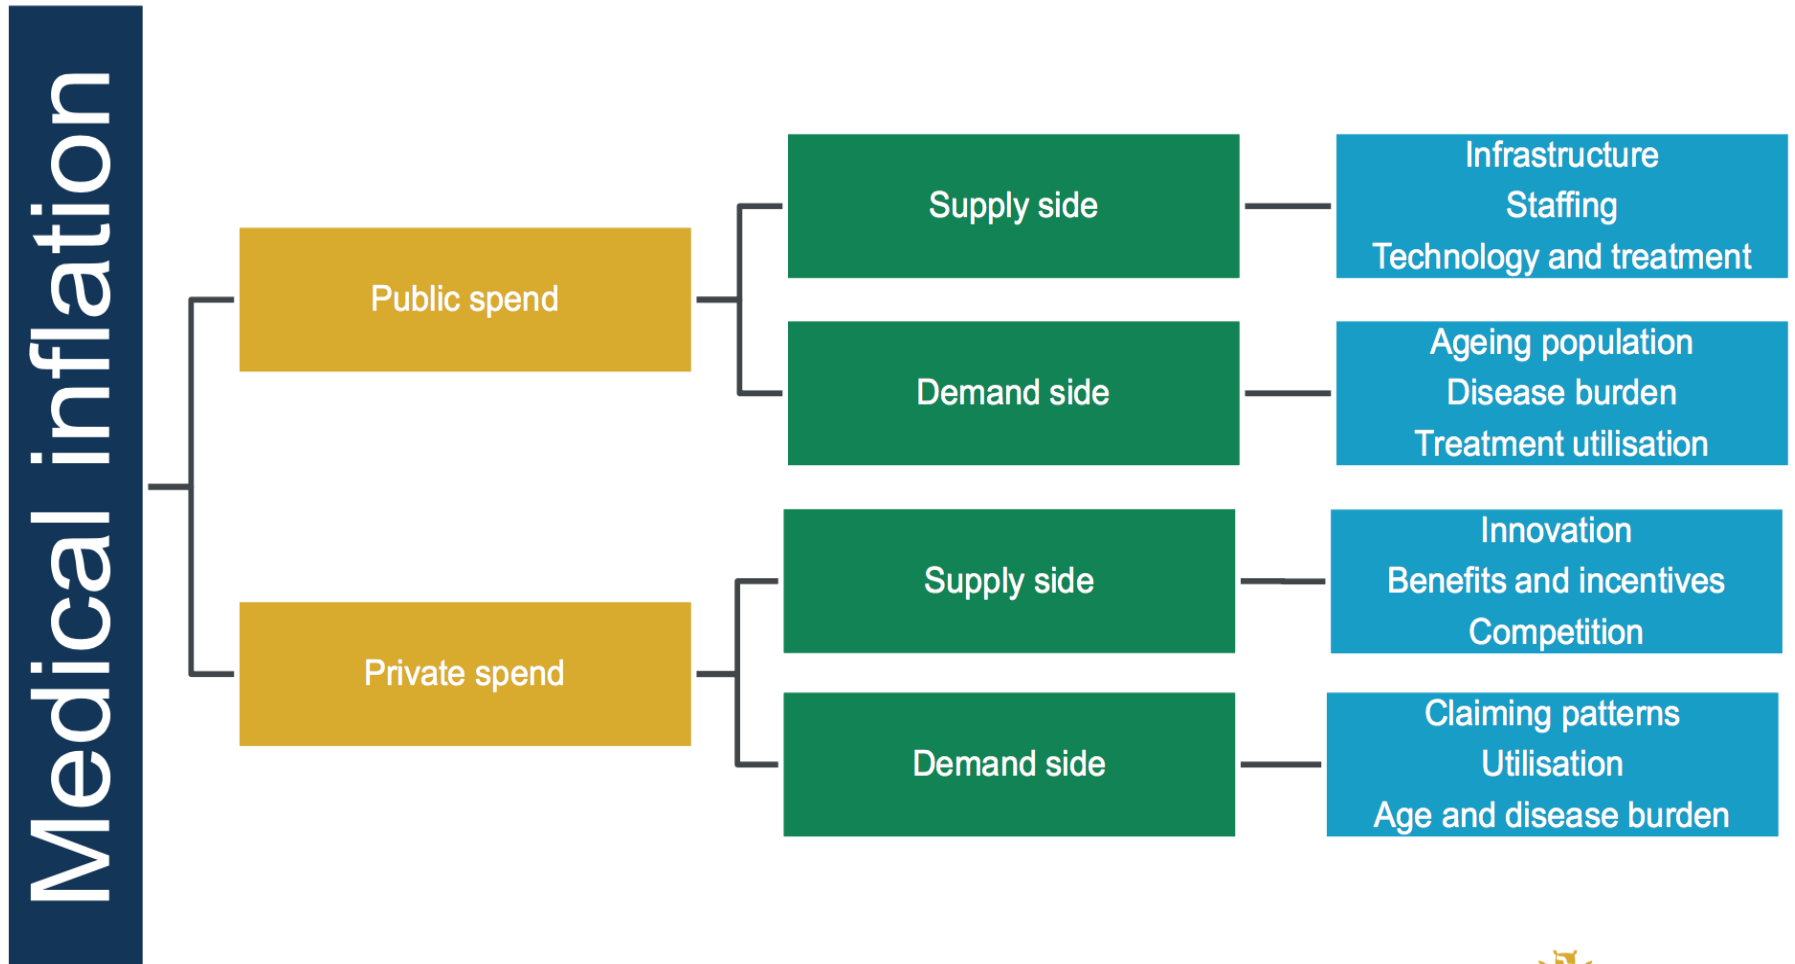 Medical inflation
Public spend
Supply side
Infrastructure
Staffing
Technology and treatment
Demand side
Ageing population
Disease burden
Treatment utilisation
Private spend
Supply side
Innovation
Benefits and incentives
Competition
Demand side
Claiming patterns
Utilisation
Age and disease burden